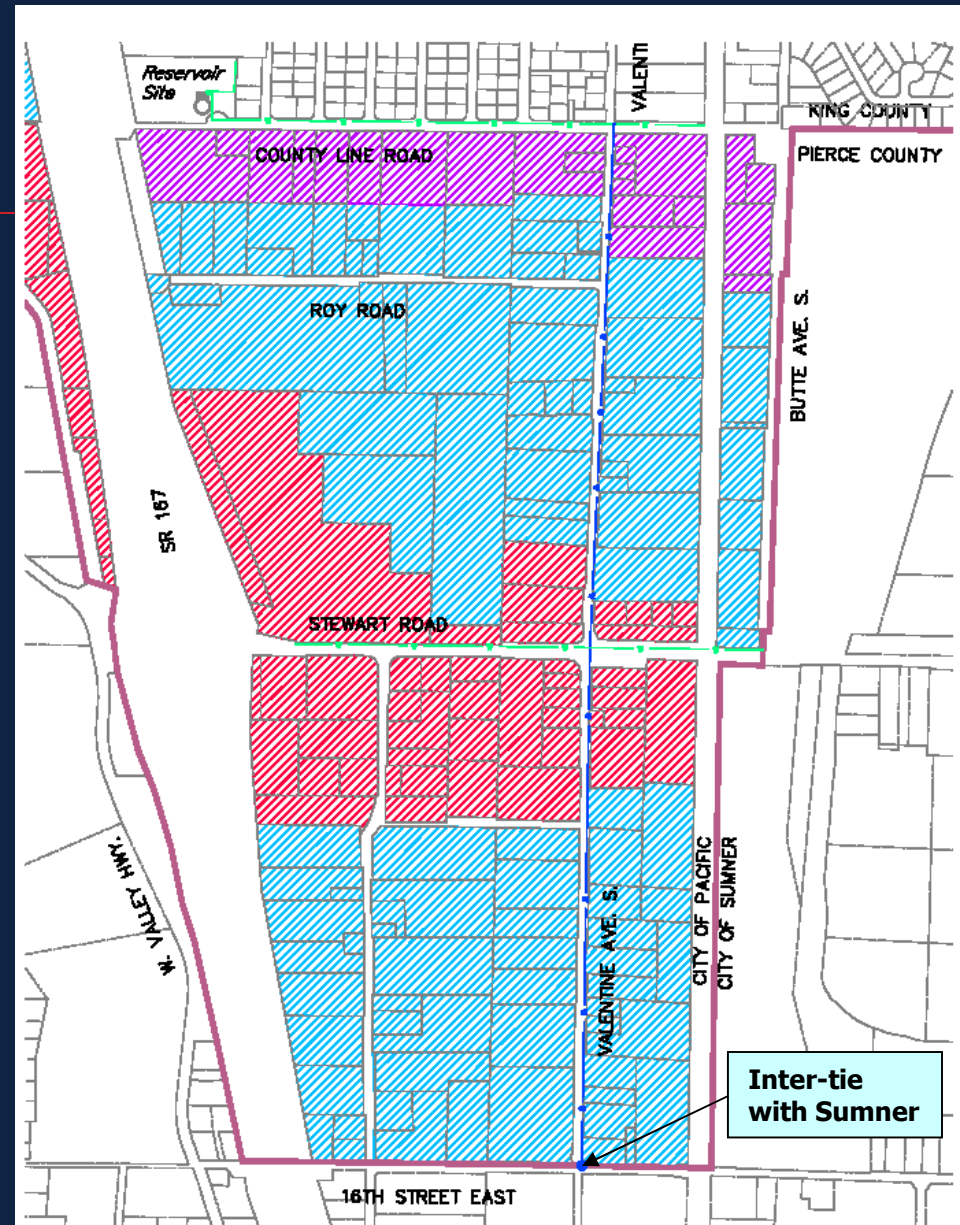 Reservoir
Site
VALENTI
KING COUNTY
COUNTY LINE ROAD
PIERCE COUNTY
ROY ROAD
BUTTE AVE. S.
SR 167
STEWART ROAD
W. VALLEY HWY.
VALENTINE AVE. S.
CITY OF PACIFIC
CITY OF SUMNER
Inter-tie
with Sumner
16TH STREET EAST